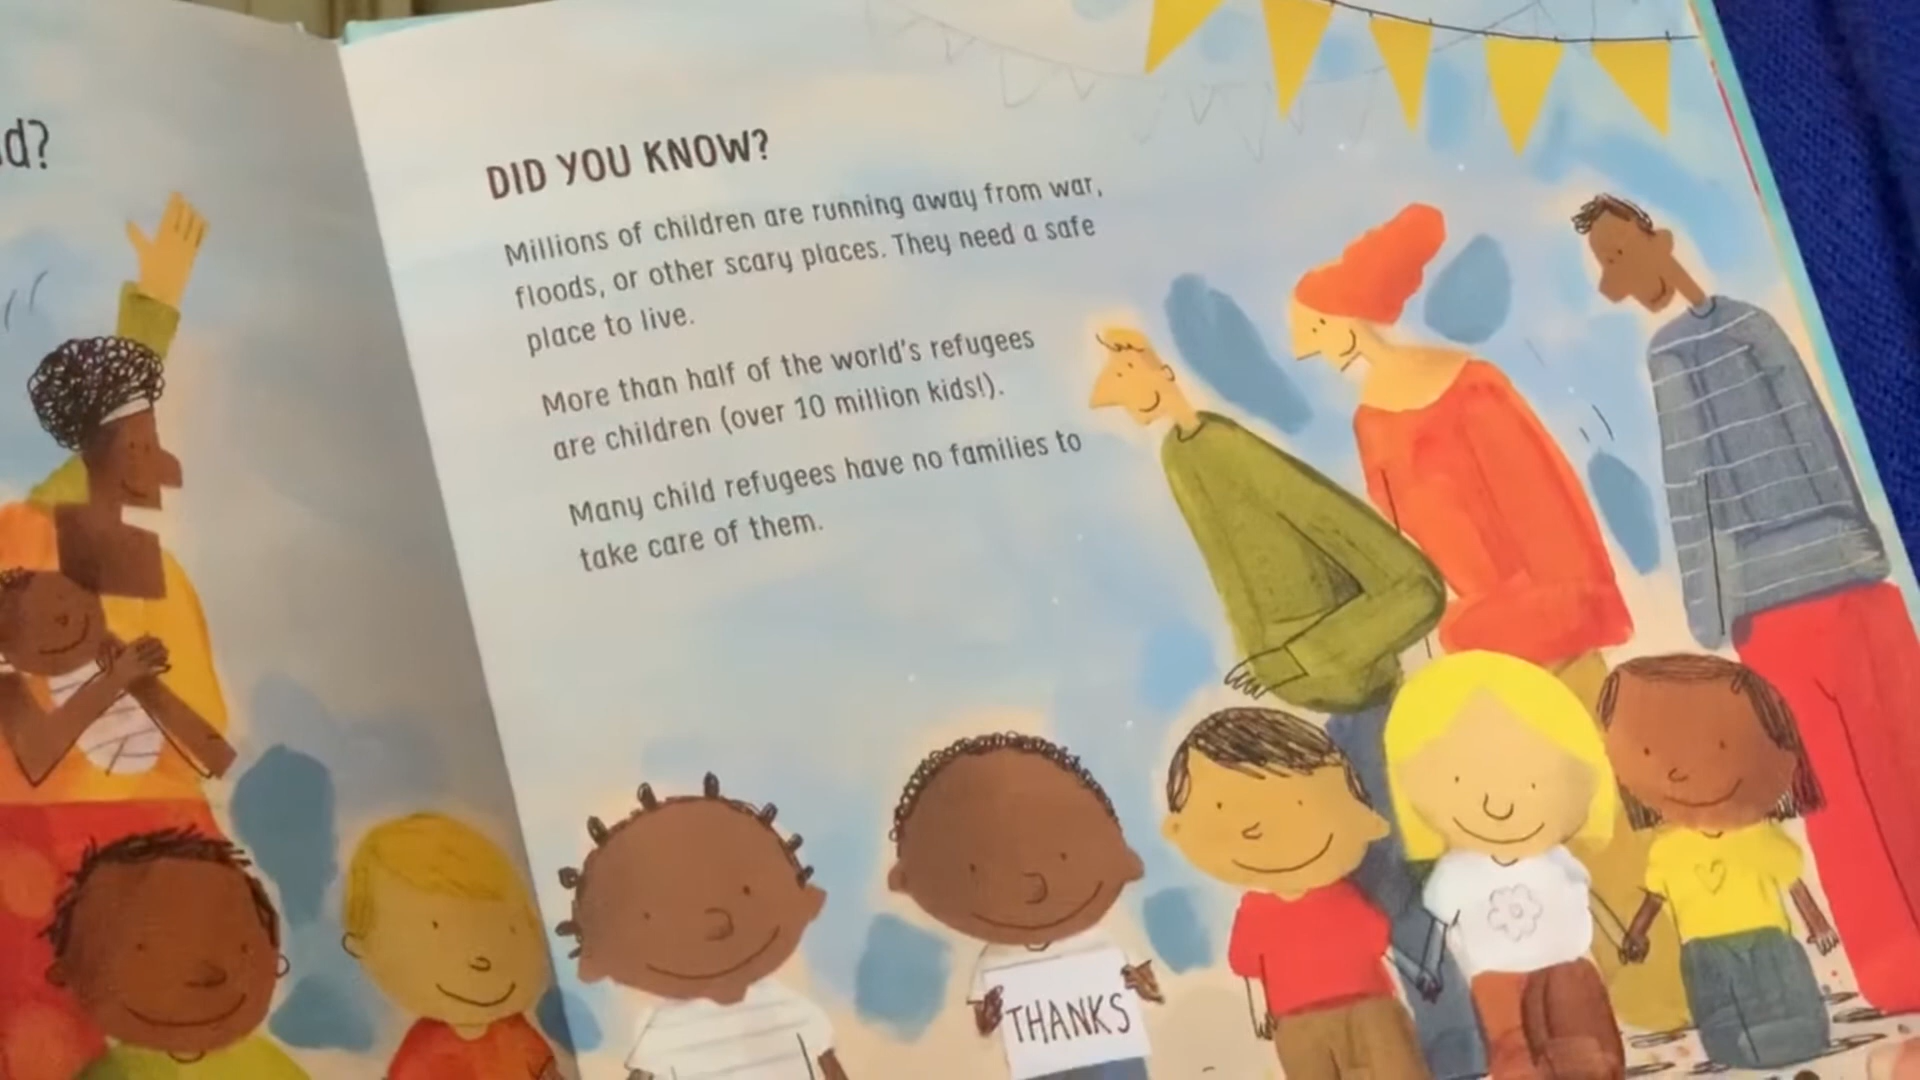 d?
DID YOU KNOW?
Millions of children are running away from war,
floods, or other scary places. They need a safe
place to live.
More than half of the world's refugees
are children (over 10 million kids!).
Many child refugees have no families to
take care of them.
THANKS